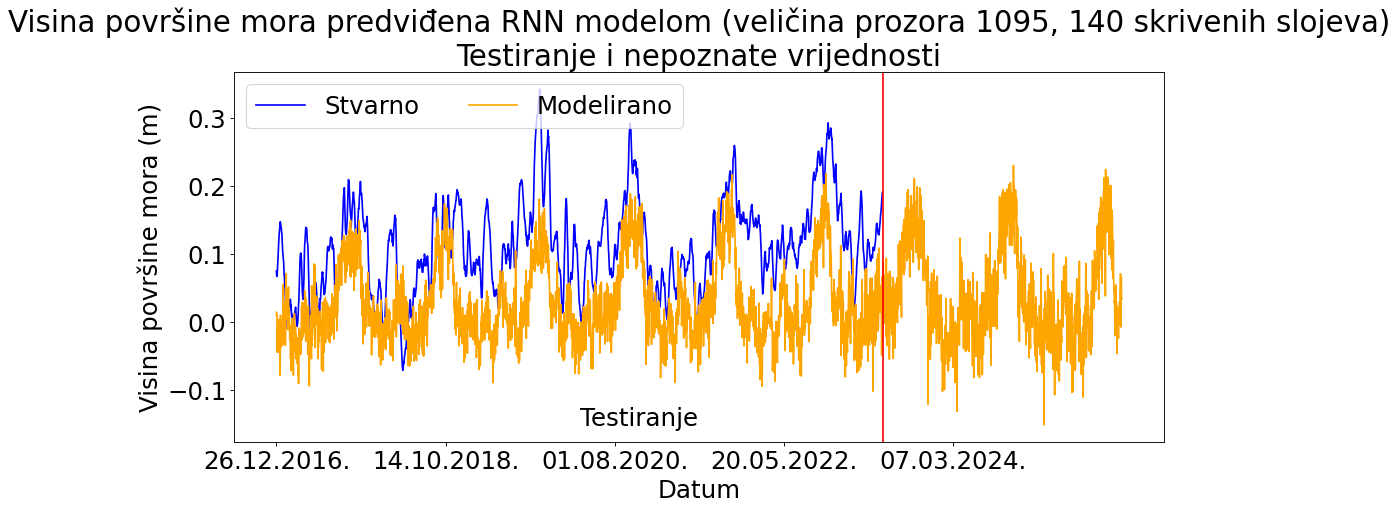 Visina površine mora predviđena RNN modelom (veličina prozora 1095, 140 skrivenih slojeva)
Testiranje i nepoznate vrijednosti
Stvarno
Modelirano
Visina površine mora (m)
0.3
0.2
0.1
0.0
−0.1
Testiranje
26.12.2016.
14.10.2018.
01.08.2020.
20.05.2022.
07.03.2024.
Datum